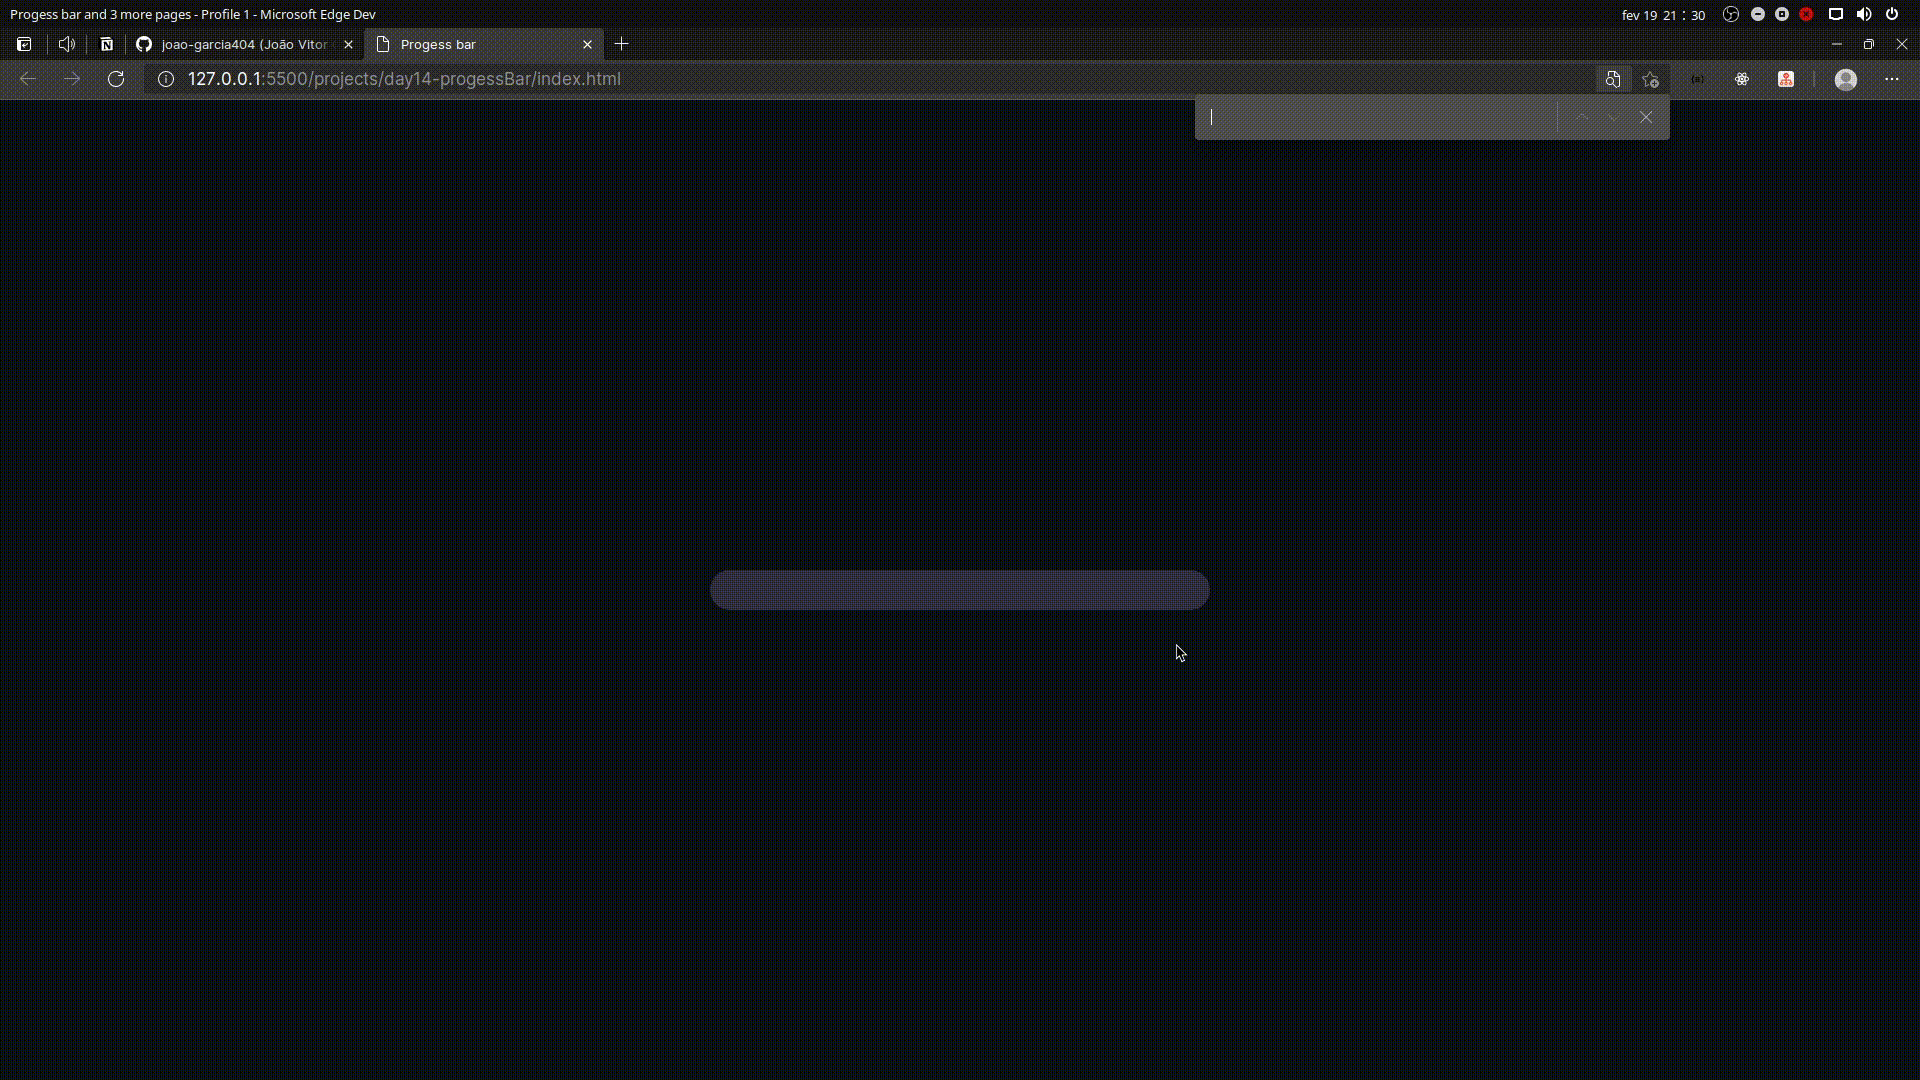 Progess bar and 3 more pages - Profile 1 - Microsoft Edge Dev
fev 19 21 : 30
joao-garcia404 (João Vitor
Progess bar
127.0.0.1:5500/projects/day14-progessBar/index.html